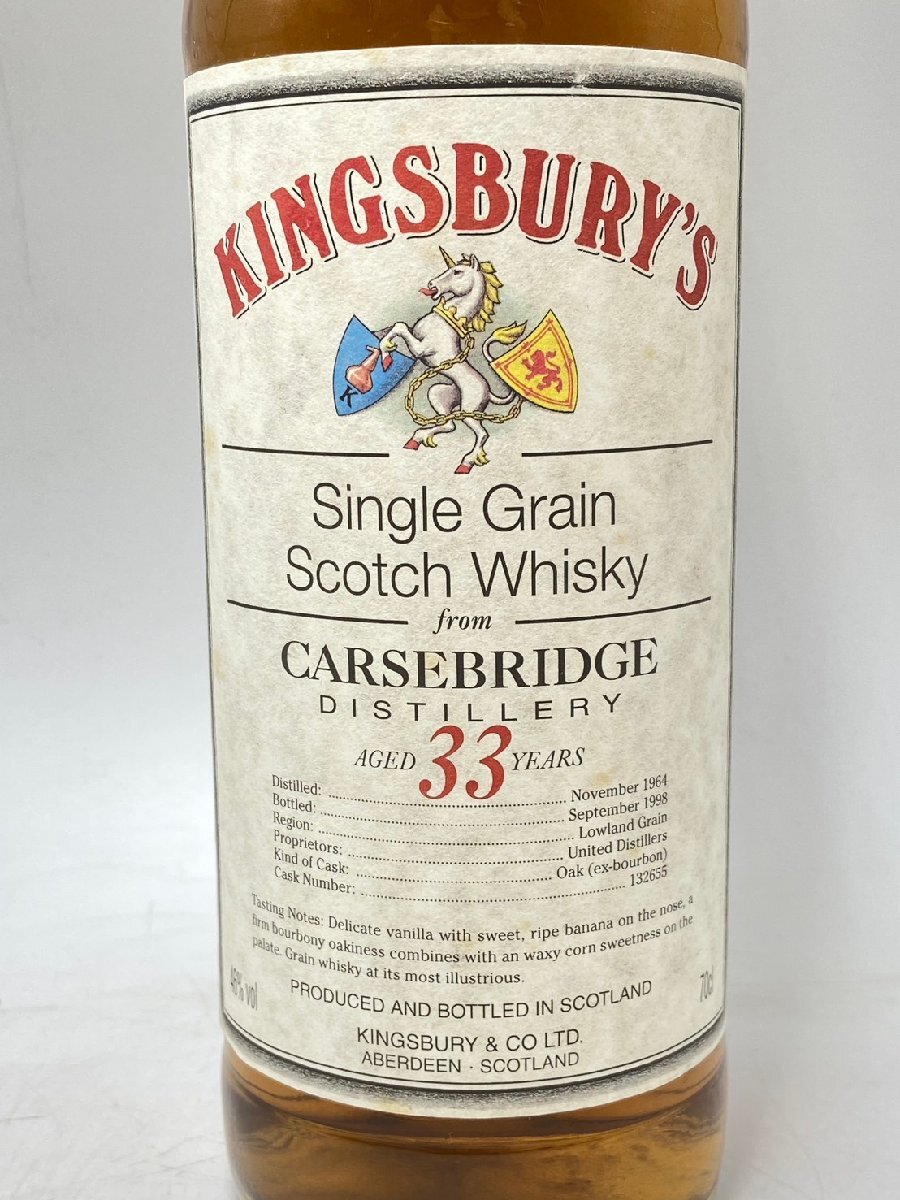 KINGSBURY'S
K
Single Grain
Scotch Whisky
from
CARSEBRIDGE
DISTILLERY
AGED 33 YEARS
Distilled: November 1964
Bottled: September 1998
Region: Lowland Grain
Proprietors: United Distillers
Kind of Cask: Oak (ex-bourbon)
Cask Number: 132655
Tasting Notes: Delicate vanilla with sweet, ripe banana on the nose, a
firm bourbony oakiness combines with an waxy corn sweetness on the
palate. Grain whisky at its most illustrious.
46% vol PRODUCED AND BOTTLED IN SCOTLAND 70cl
KINGSBURY & CO LTD.
ABERDEEN · SCOTLAND